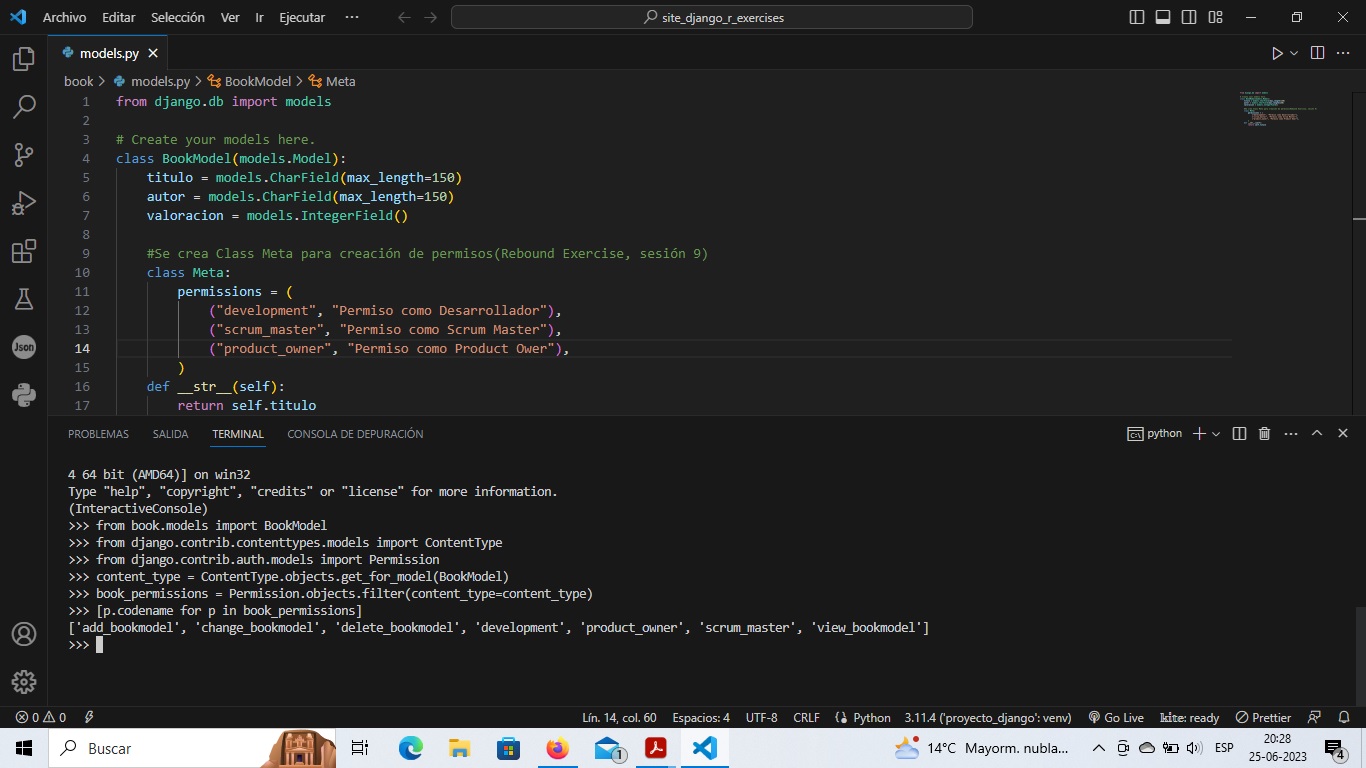 Archivo Editar Selección Ver Ir Ejecutar ··· site_django_r_exercises
models.py
book > models.py > BookModel > Meta
1 from django.db import models
2
3 # Create your models here.
4 class BookModel(models.Model):
5 titulo = models.CharField(max_length=150)
6 autor = models.CharField(max_length=150)
7 valoracion = models.IntegerField()
8
9 #Se crea Class Meta para creación de permisos(Rebound Exercise, sesión 9)
10 class Meta:
11 permissions = (
12 ("development", "Permiso como Desarrollador"),
13 ("scrum_master", "Permiso como Scrum Master"),
14 ("product_owner", "Permiso como Product Ower"),
15 )
16 def __str__(self):
17 return self.titulo
PROBLEMAS SALIDA TERMINAL CONSOLA DE DEPURACIÓN python
4 64 bit (AMD64)] on win32
Type "help", "copyright", "credits" or "license" for more information.
(InteractiveConsole)
>>> from book.models import BookModel
>>> from django.contrib.contenttypes.models import ContentType
>>> from django.contrib.auth.models import Permission
>>> content_type = ContentType.objects.get_for_model(BookModel)
>>> book_permissions = Permission.objects.filter(content_type=content_type)
>>> [p.codename for p in book_permissions]
['add_bookmodel', 'change_bookmodel', 'delete_bookmodel', 'development', 'product_owner', 'scrum_master', 'view_bookmodel']
>>>
Json
0 0 Lín. 14, col. 60 Espacios: 4 UTF-8 CRLF Python 3.11.4 ('proyecto_django': venv) Go Live kite: ready Prettier
Buscar 1 14°C Mayorm. nubla... ESP 20:28
25-06-2023 4